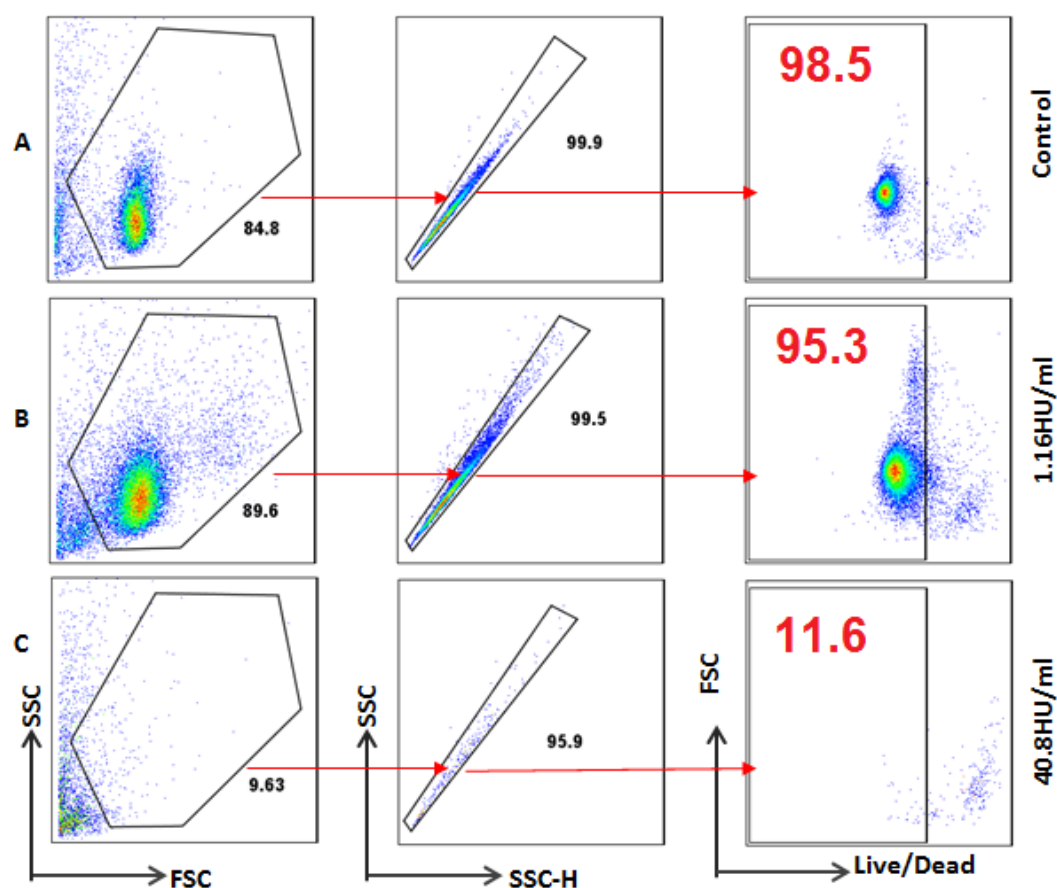 A
84.8
99.9
98.5
Control
B
89.6
99.5
95.3
1.16HU/ml
C
9.63
95.9
11.6
40.8HU/ml
SSC
FSC
SSC
SSC-H
FSC
Live/Dead